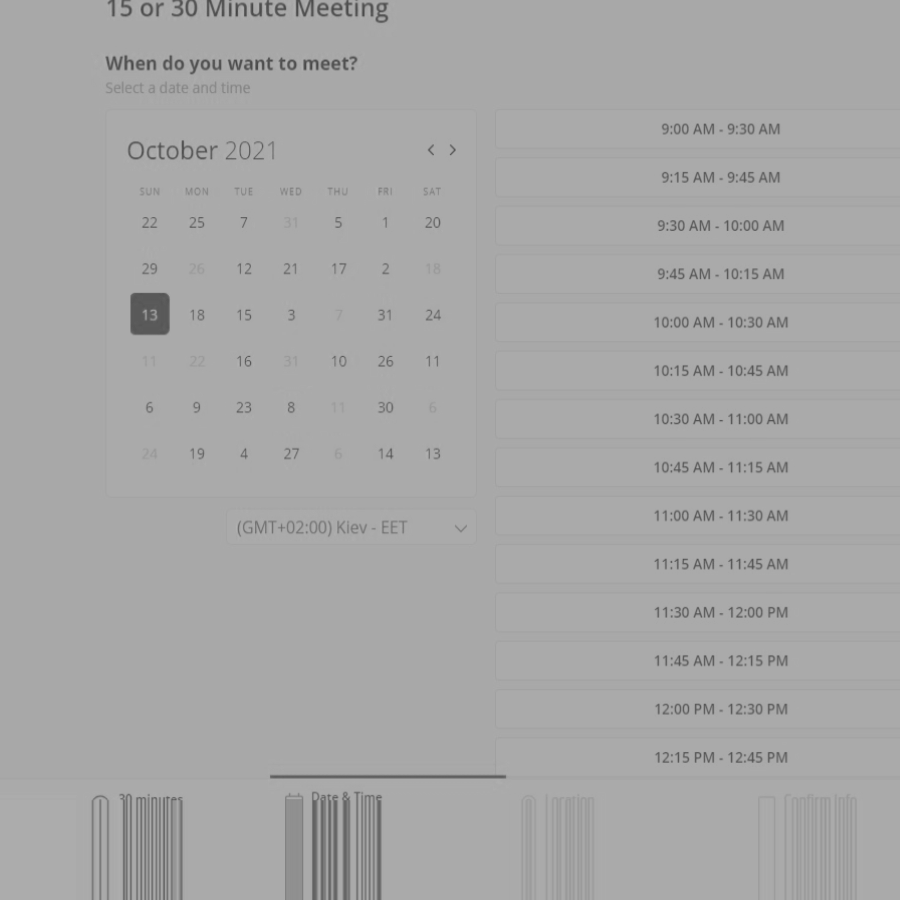 15 or 30 Minute Meeting
When do you want to meet?
Select a date and time
October 2021
SUN MON TUE WED THU FRI SAT
22 25 7 31 5 1 20
29 26 12 21 17 2 18
13 18 15 3 7 31 24
11 22 16 31 10 26 11
6 9 23 8 11 30 6
24 19 4 27 6 14 13
(GMT+02:00) Kiev - EET
9:00 AM - 9:30 AM
9:15 AM - 9:45 AM
9:30 AM - 10:00 AM
9:45 AM - 10:15 AM
10:00 AM - 10:30 AM
10:15 AM - 10:45 AM
10:30 AM - 11:00 AM
10:45 AM - 11:15 AM
11:00 AM - 11:30 AM
11:15 AM - 11:45 AM
11:30 AM - 12:00 PM
11:45 AM - 12:15 PM
12:00 PM - 12:30 PM
12:15 PM - 12:45 PM
30 minutes
Date & Time
Location
Confirm Info